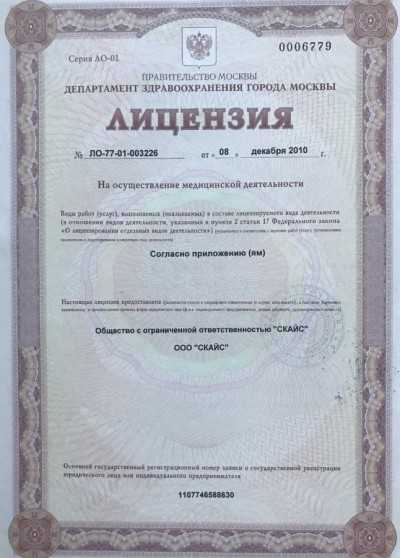 Серия ЛО-01
0006779
ПРАВИТЕЛЬСТВО МОСКВЫ
ДЕПАРТАМЕНТ ЗДРАВООХРАНЕНИЯ ГОРОДА МОСКВЫ
ЛИЦЕНЗИЯ
№ ЛО-77-01-003226 от « 08 » декабря 2010 г.
На осуществление медицинской деятельности
Виды работ (услуг), выполняемых (оказываемых) в составе лицензируемого вида деятельности
(в отношении видов деятельности, указанных в пункте 2 статьи 17 Федерального закона
«О лицензировании отдельных видов деятельности»)
Согласно приложению (ям)
Настоящая лицензия предоставлена
Общество с ограниченной ответственностью "СКАЙС"
ООО "СКАЙС"
Основной государственный регистрационный номер записи о государственной регистрации
юридического лица или индивидуального предпринимателя
1107746588630